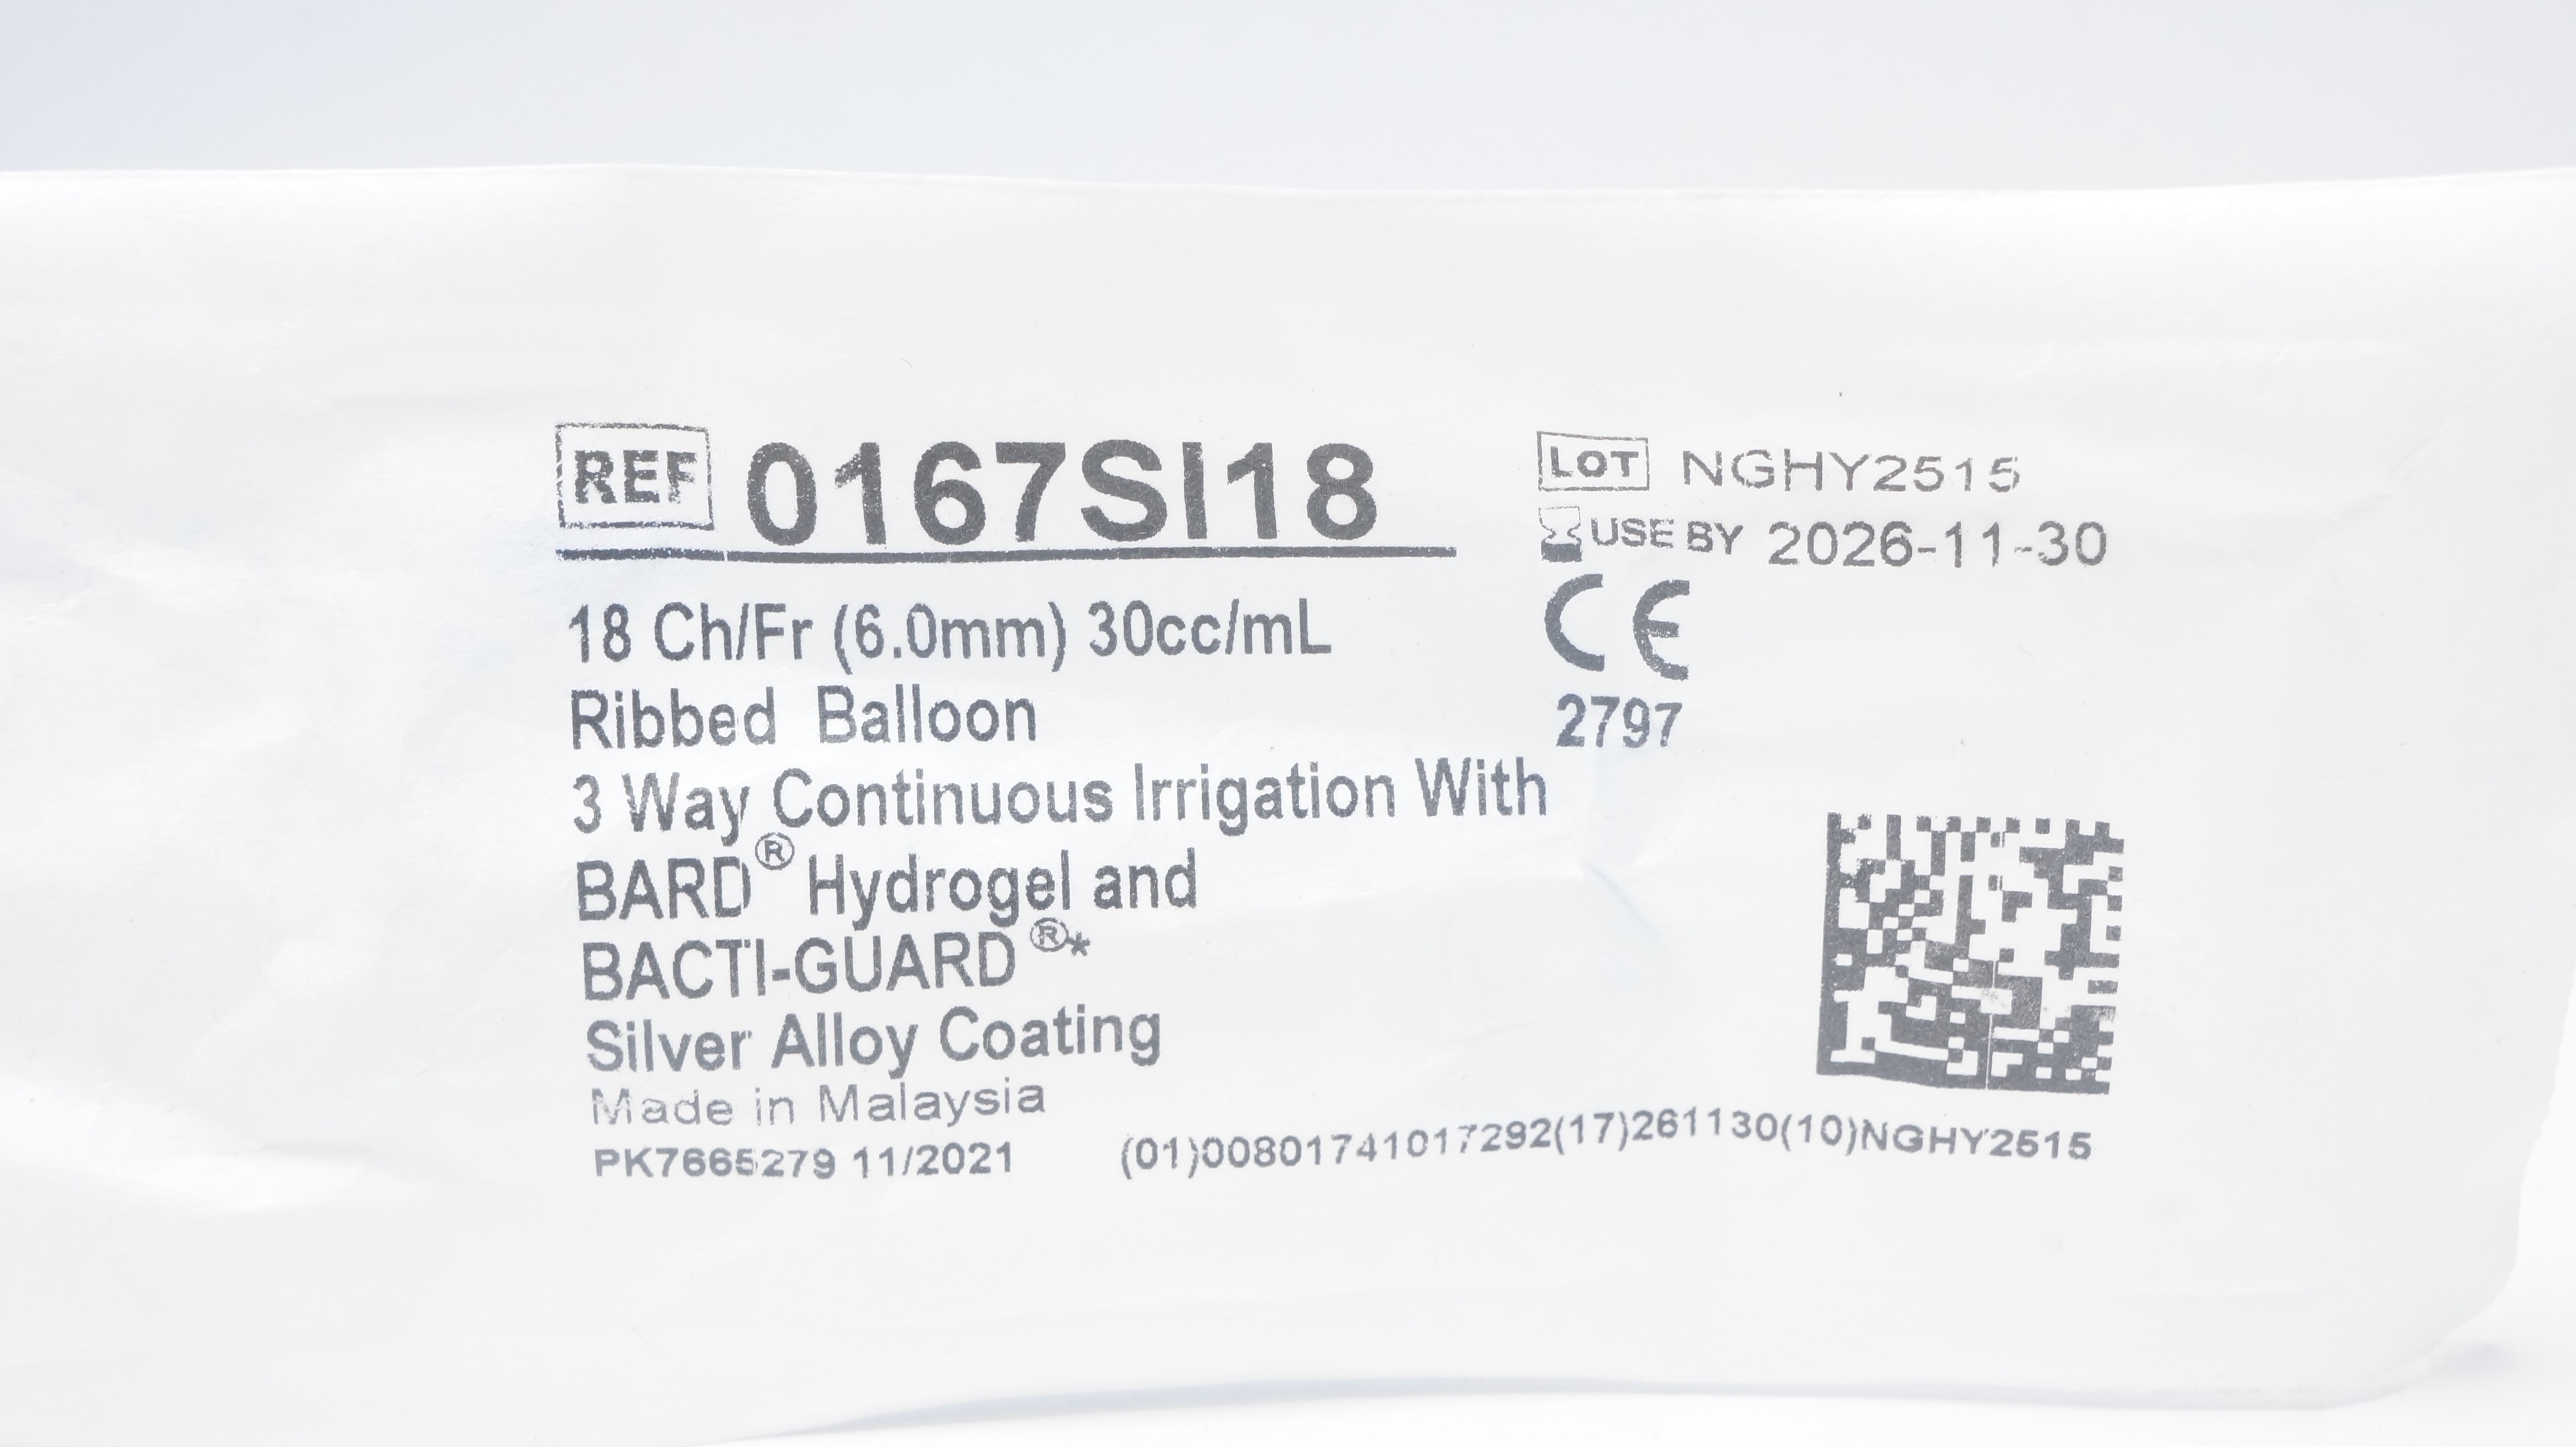 REF 0167SI18
18 Ch/Fr (6.0mm) 30cc/mL
Ribbed Balloon
3 Way Continuous Irrigation With
BARD® Hydrogel and
BACTI-GUARD®*
Silver Alloy Coating
Made in Malaysia
PK7665279 11/2021
LOT NGHY2515
USE BY 2026-11-30
CE
2797
(01)00801741017292(17)261130(10)NGHY2515